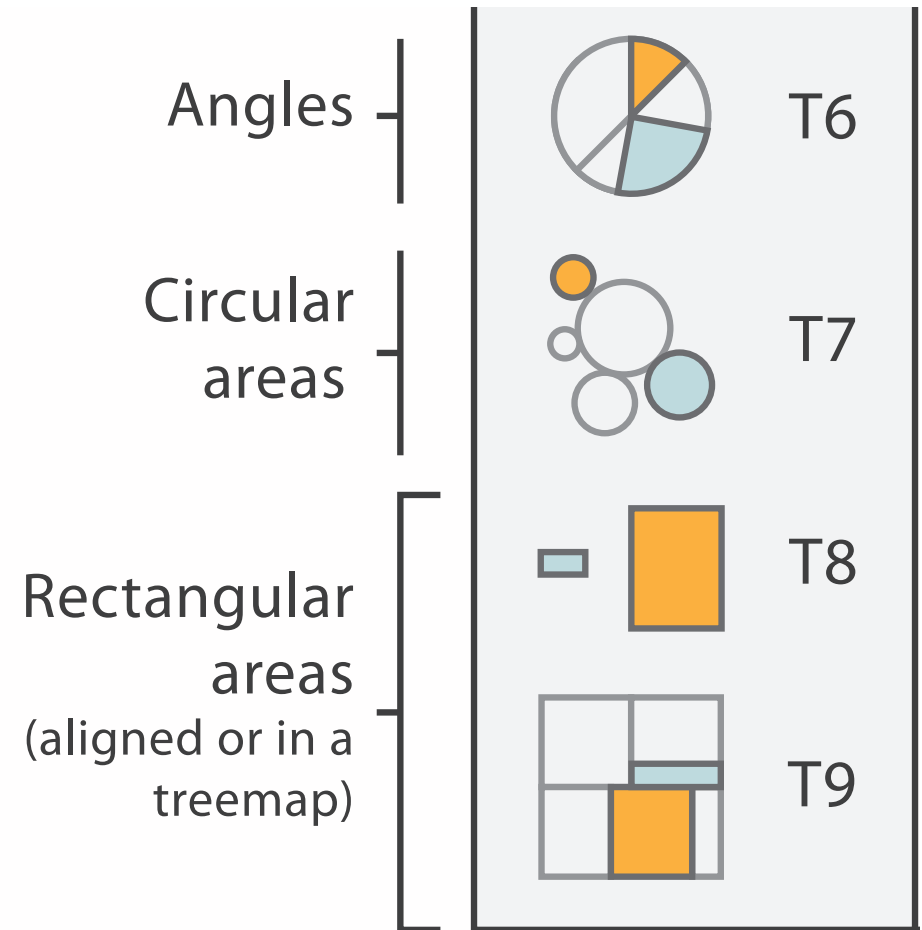 Angles
T6
Circular
areas
T7
Rectangular
areas
(aligned or in a
treemap)
T8
T9